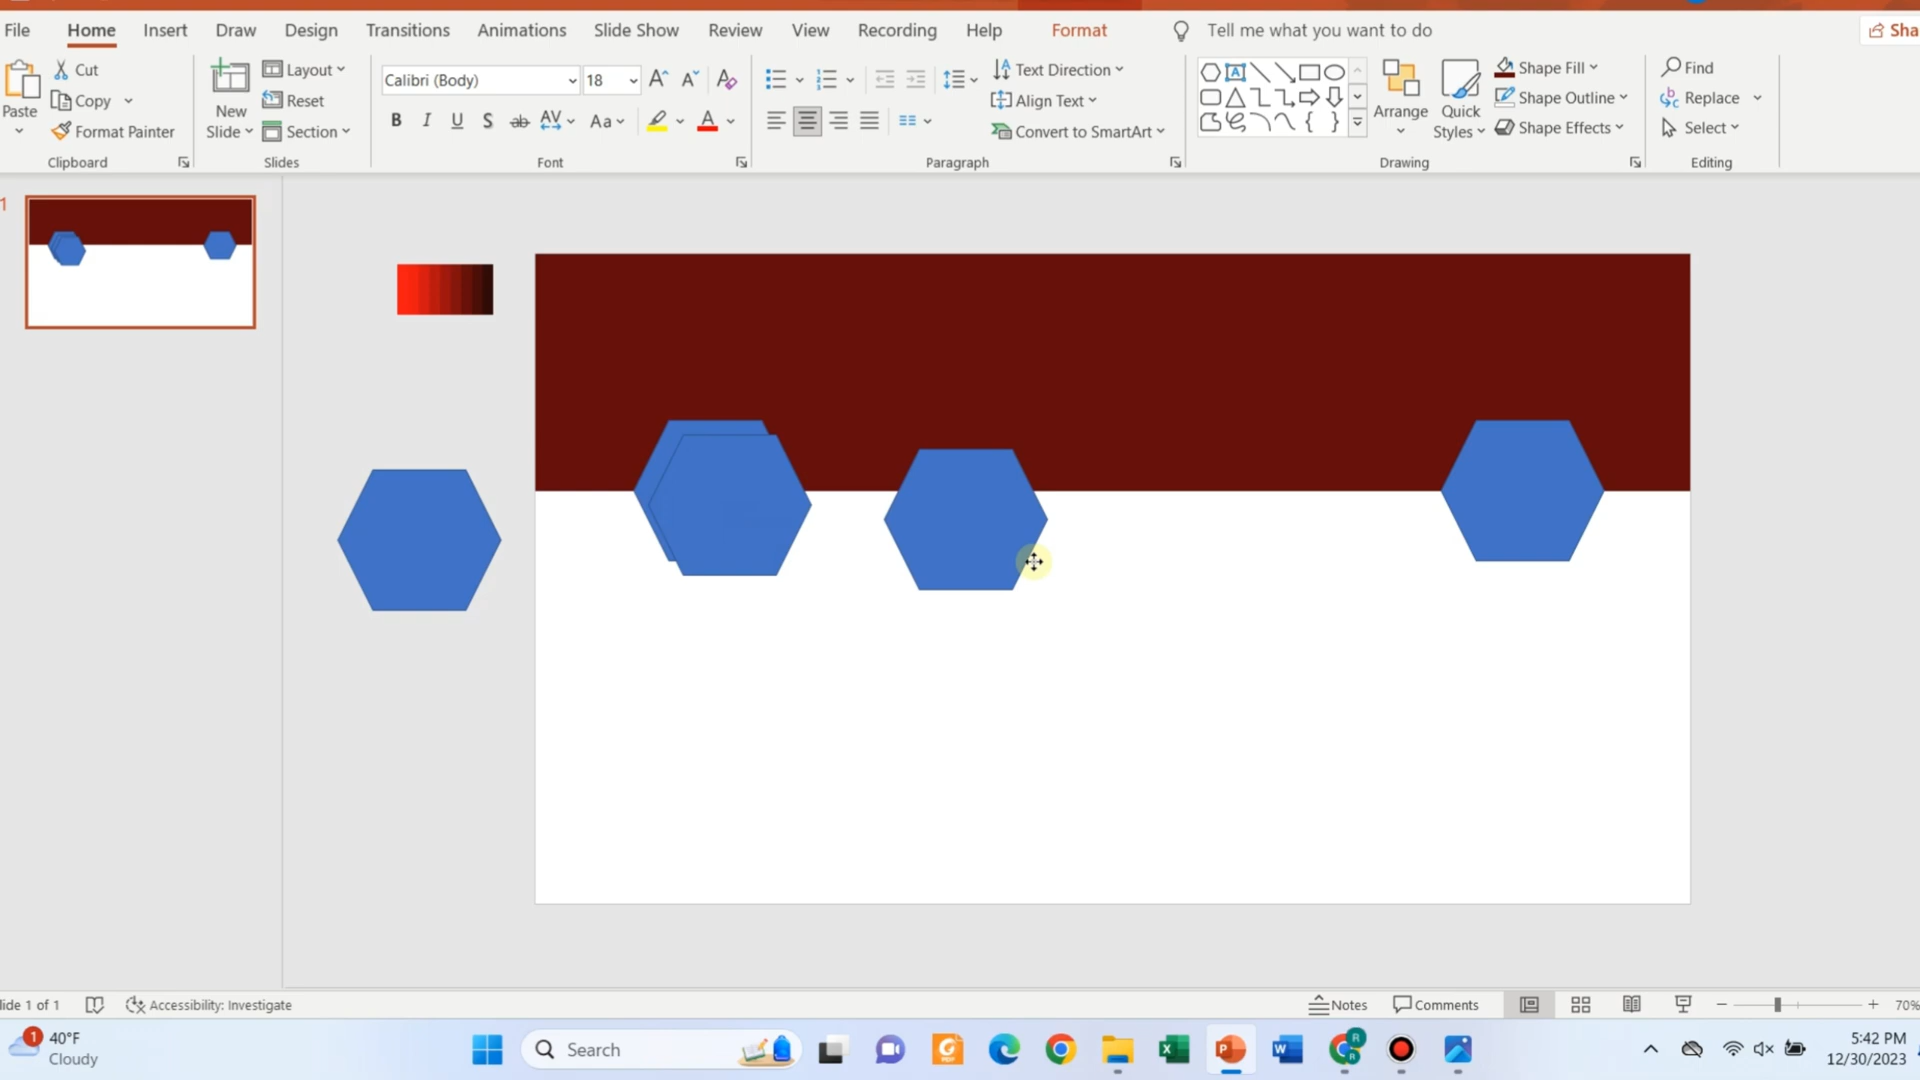 File Home Insert Draw Design Transitions Animations Slide Show Review View Recording Help Format Tell me what you want to do Sha
Cut Layout Calibri (Body) 18 Text Direction Shape Fill Find
Paste Copy New Slide Reset Align Text Arrange Quick Styles Shape Outline Replace
Format Painter Section B I U S ab AV Aa A Convert to SmartArt Shape Effects Select
Clipboard Slides Font Paragraph Drawing Editing
1
lide 1 of 1 Accessibility: Investigate Notes Comments 70%
1 40°F Search 5:42 PM
Cloudy 12/30/2023